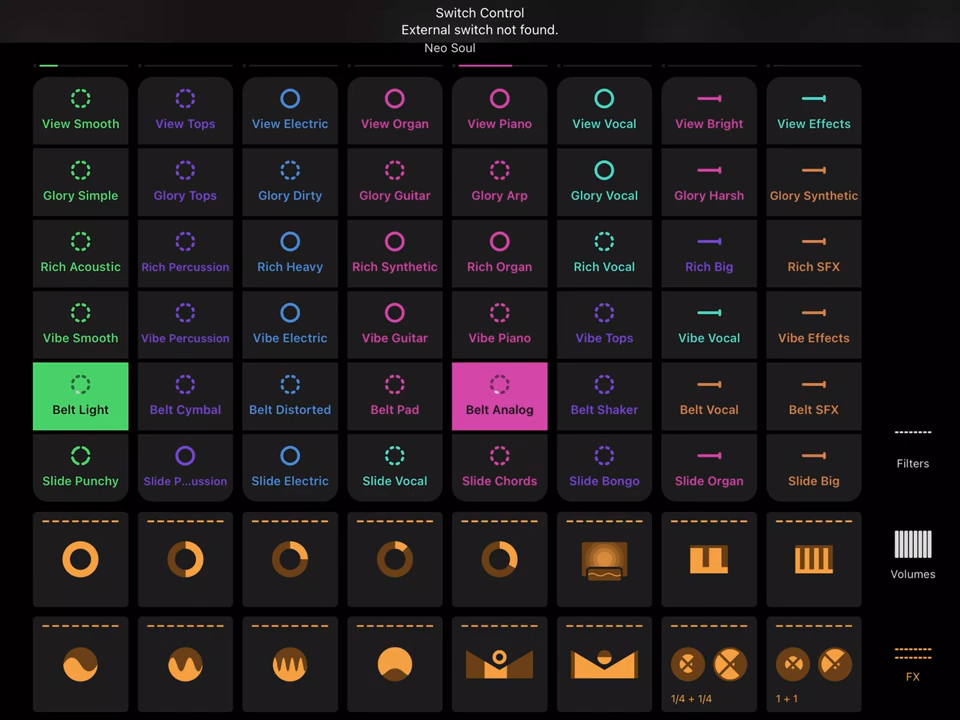 Switch Control
External switch not found.
Neo Soul
View Smooth
View Tops
View Electric
View Organ
View Piano
View Vocal
View Bright
View Effects
Glory Simple
Glory Tops
Glory Dirty
Glory Guitar
Glory Arp
Glory Vocal
Glory Harsh
Glory Synthetic
Rich Acoustic
Rich Percussion
Rich Heavy
Rich Synthetic
Rich Organ
Rich Vocal
Rich Big
Rich SFX
Vibe Smooth
Vibe Percussion
Vibe Electric
Vibe Guitar
Vibe Piano
Vibe Tops
Vibe Vocal
Vibe Effects
Belt Light
Belt Cymbal
Belt Distorted
Belt Pad
Belt Analog
Belt Shaker
Belt Vocal
Belt SFX
Filters
Slide Punchy
Slide P...ussion
Slide Electric
Slide Vocal
Slide Chords
Slide Bongo
Slide Organ
Slide Big
Volumes
FX
1/4 + 1/4
1 + 1